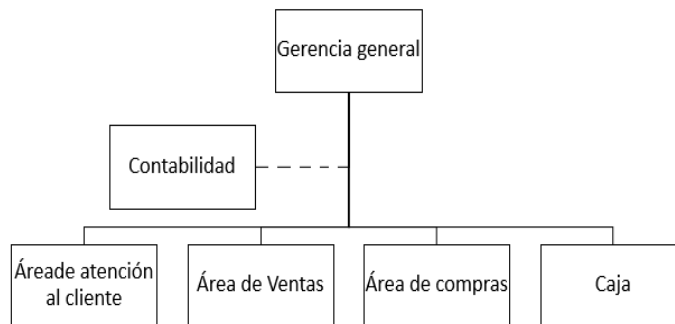 Gerencia general
Contabilidad
Áreade atención
al cliente
Área de Ventas
Área de compras
Caja